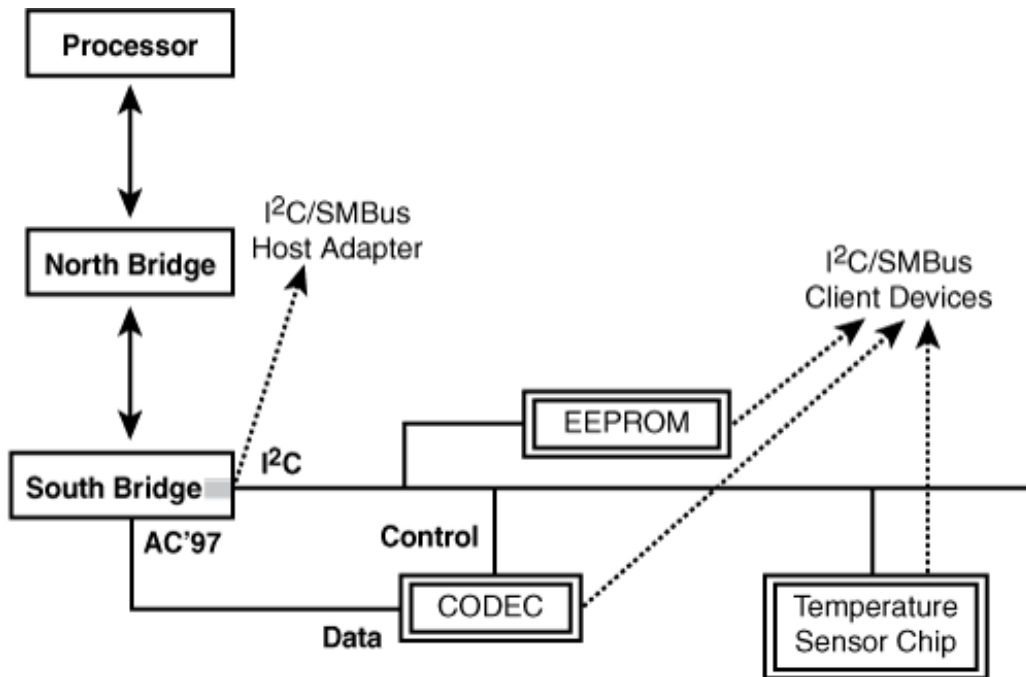 Processor
I²C/SMBus
Host Adapter
North Bridge
I²C/SMBus
Client Devices
EEPROM
I²C
South Bridge
AC'97
Control
CODEC
Data
Temperature
Sensor Chip